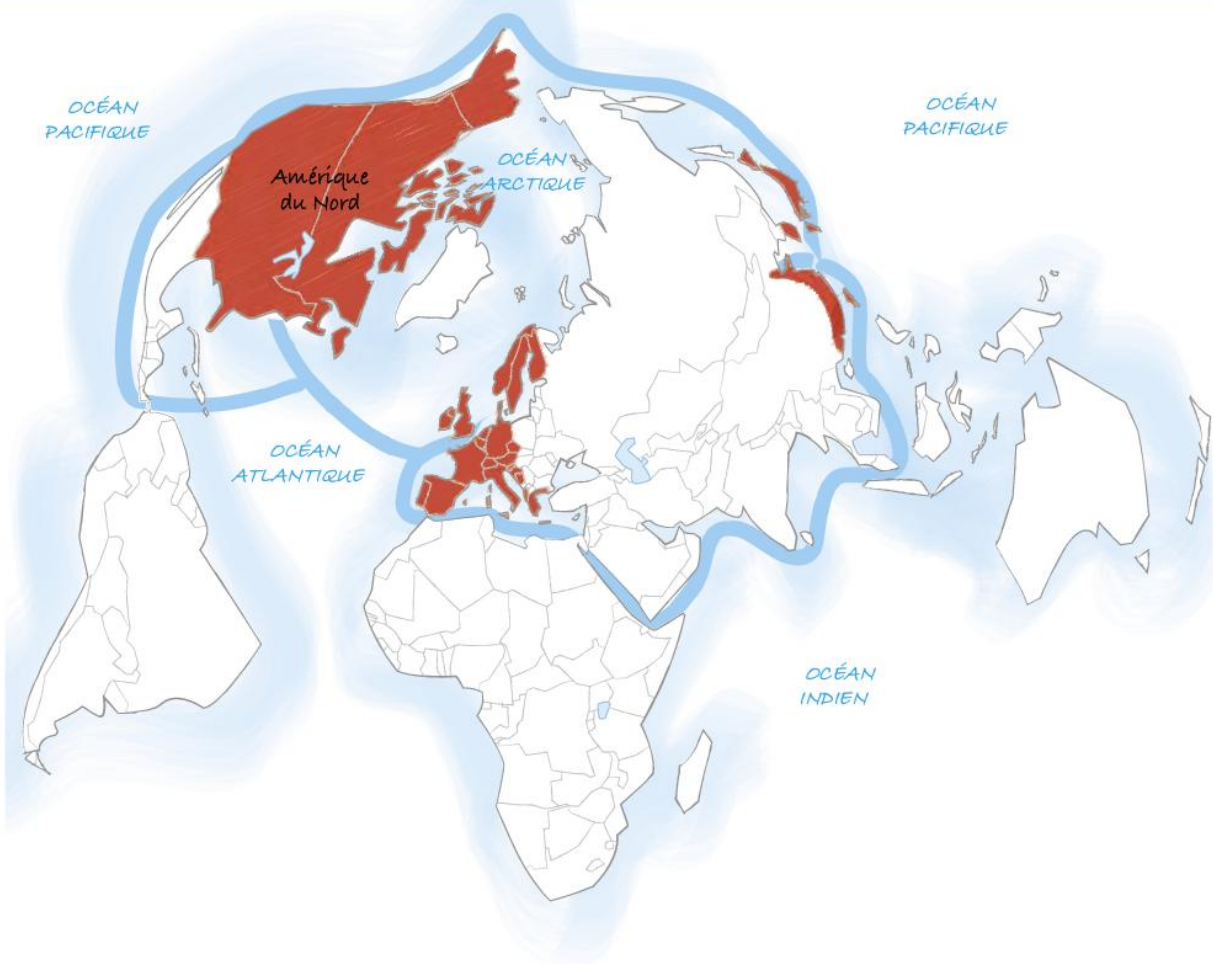 OCÉAN
PACIFIQUE
OCÉAN
PACIFIQUE
OCÉAN
ARCTIQUE
Amérique
du Nord
OCÉAN
ATLANTIQUE
OCÉAN
INDIEN